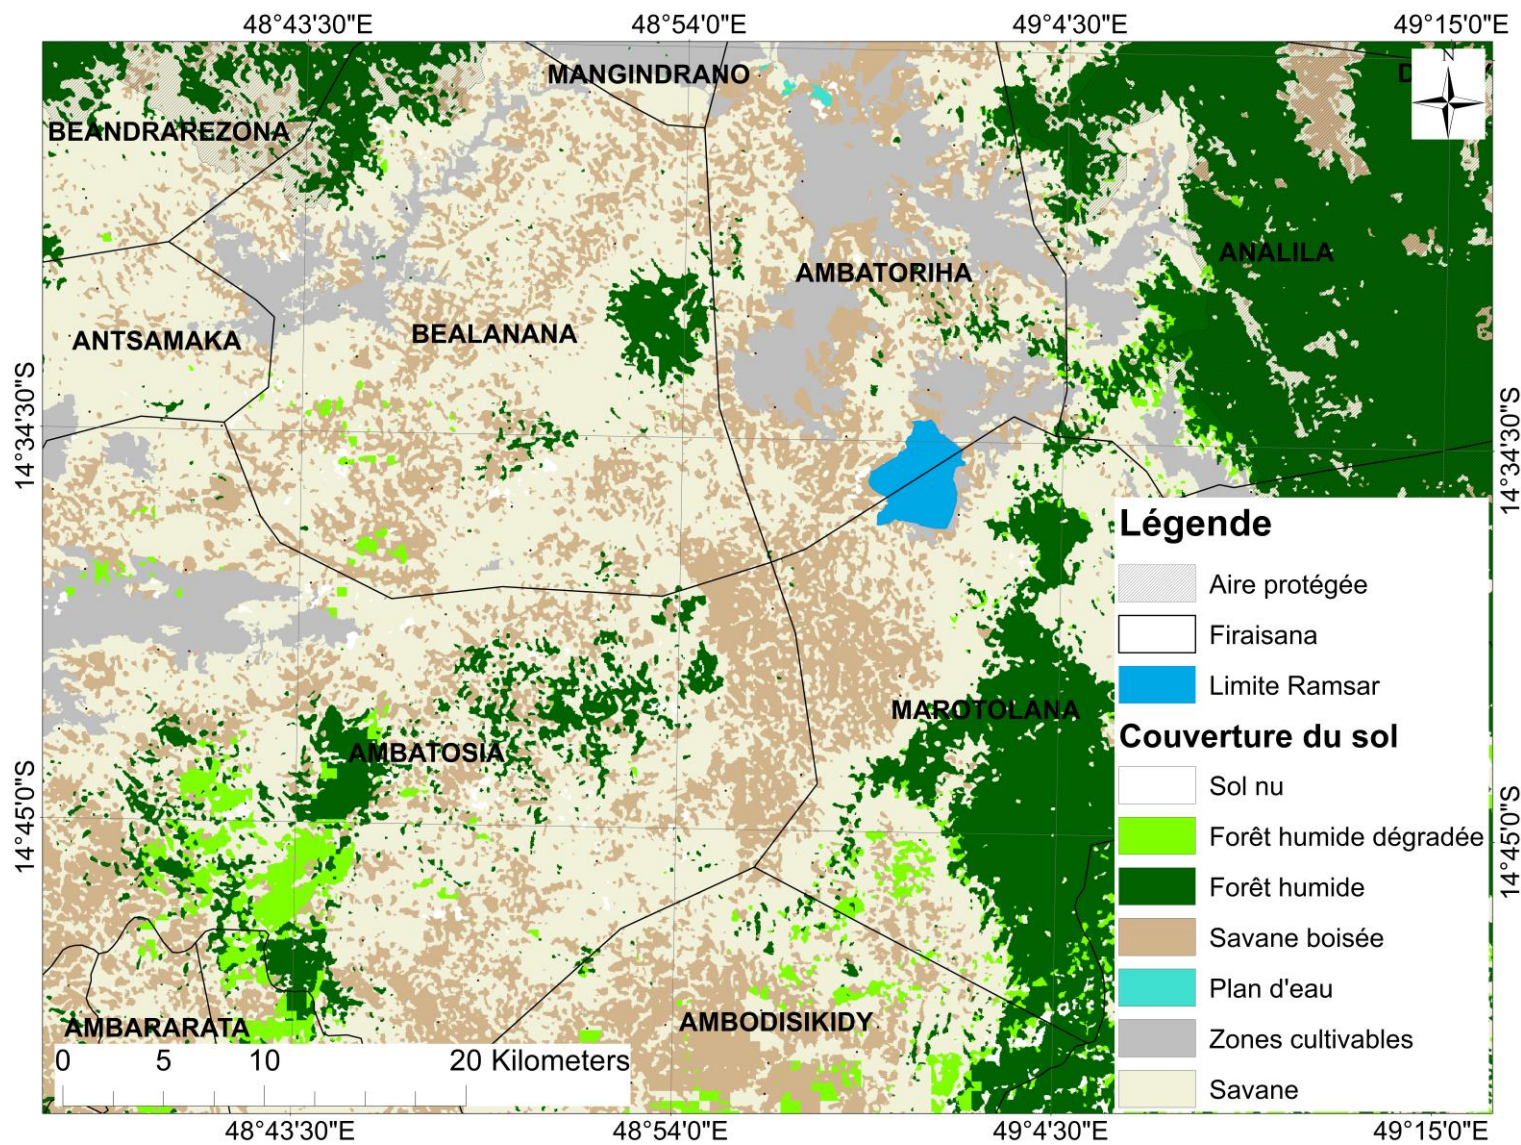 48°43'30"E 48°54'0"E 49°4'30"E 49°15'0"E
N
MANGINDRANO
BEANDRAREZONA
ANALILA
AMBATORIHA
ANTSAMAKA
BEALANANA
14°34'30"S
14°34'30"S
Légende
Aire protégée
Firaisana
Limite Ramsar
Couverture du sol
Sol nu
Forêt humide dégradée
Forêt humide
Savane boisée
Plan d'eau
Zones cultivables
Savane
MAROTOLANA
AMBATOSIA
14°45'0"S
14°45'0"S
AMBARARATA
AMBODISIKIDY
0 5 10 20 Kilometers
48°43'30"E 48°54'0"E 49°4'30"E 49°15'0"E